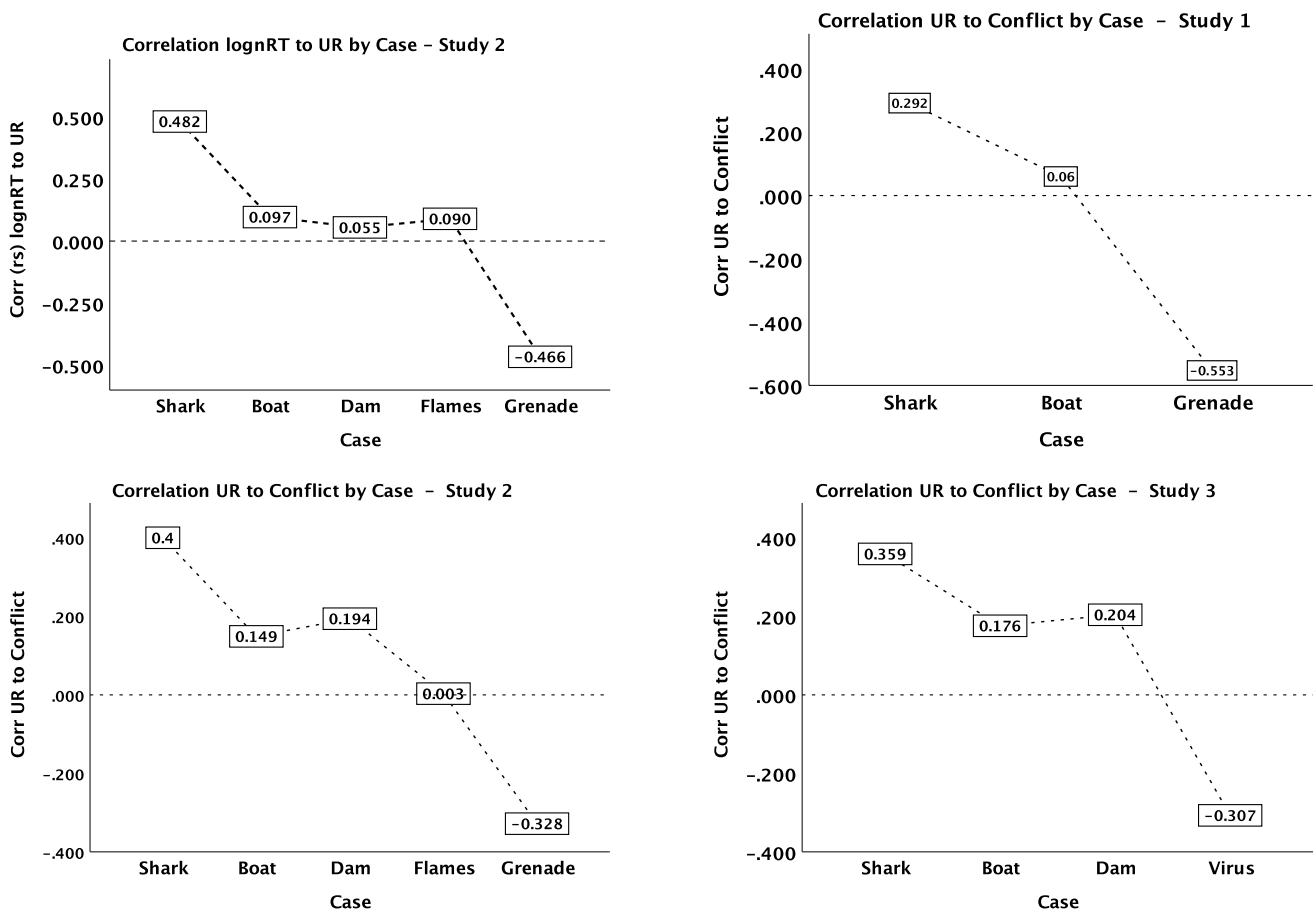 Correlation lognRT to UR by Case – Study 2
Corr (rs) lognRT to UR
0.500
0.250
0.000
−0.250
−0.500
0.482
0.097
0.055
0.090
−0.466
Shark Boat Dam Flames Grenade
Case
Correlation UR to Conflict by Case – Study 1
Corr UR to Conflict
.400
.200
.000
−.200
−.400
−.600
0.292
0.06
−0.553
Shark Boat Grenade
Case
Correlation UR to Conflict by Case – Study 2
Corr UR to Conflict
.400
.200
.000
−.200
−.400
0.4
0.149
0.194
0.003
−0.328
Shark Boat Dam Flames Grenade
Case
Correlation UR to Conflict by Case – Study 3
Corr UR to Conflict
.400
.200
.000
−.200
−.400
0.359
0.176
0.204
−0.307
Shark Boat Dam Virus
Case